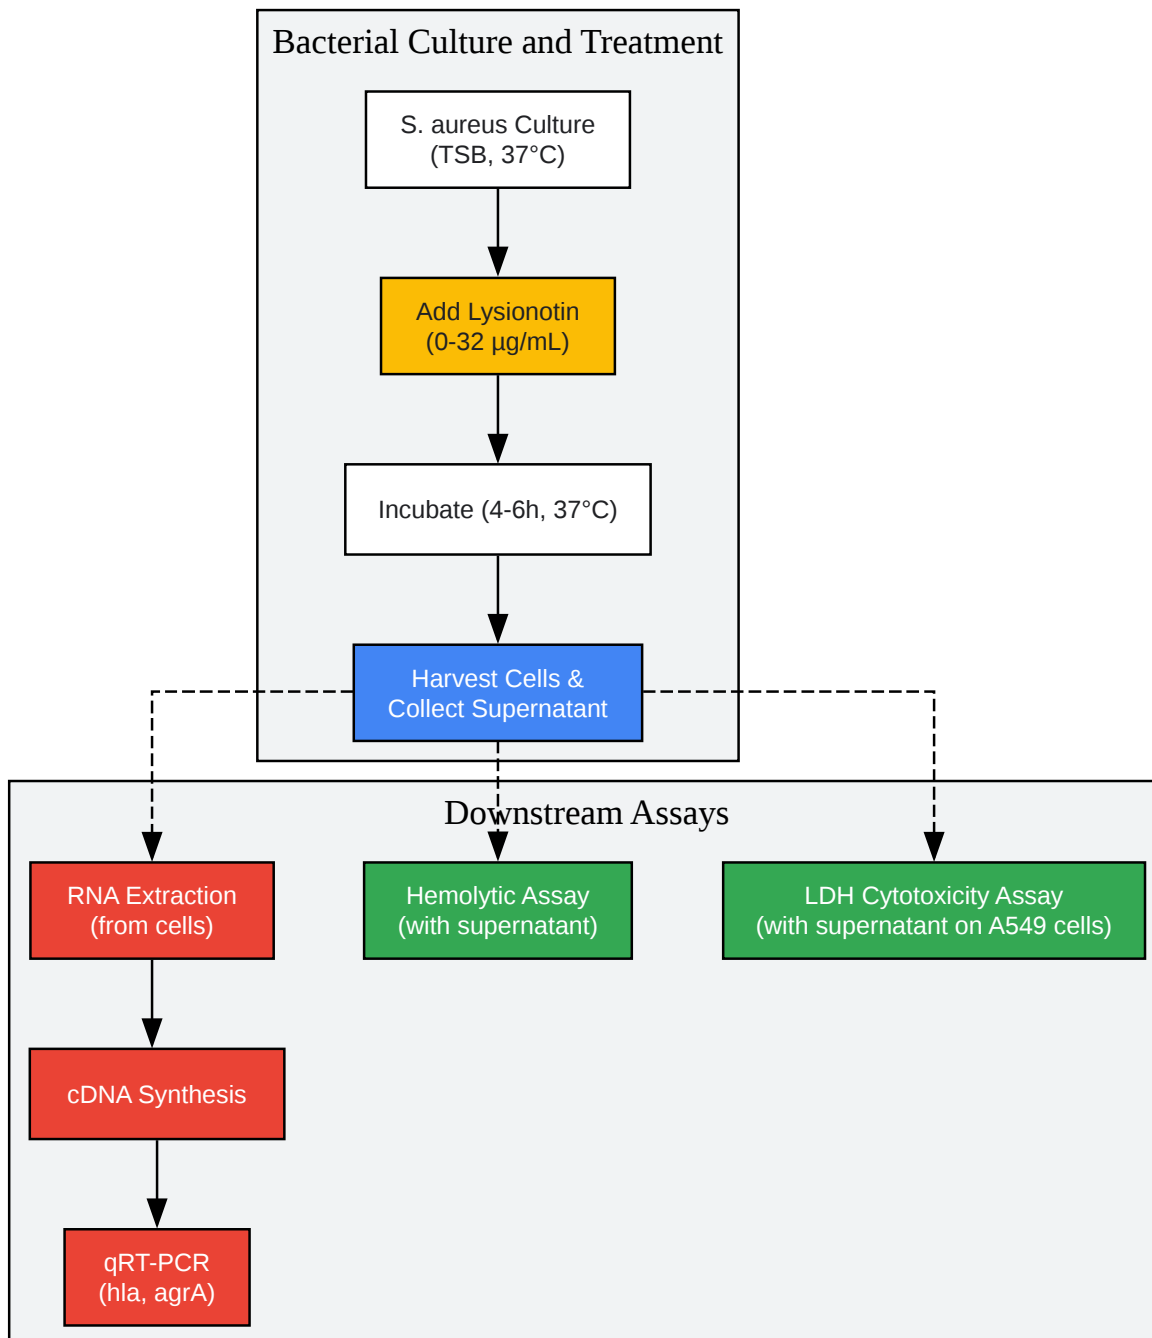 Bacterial Culture and Treatment
S. aureus Culture
(TSB, 37°C)
Add Lysionotin
(0-32 µg/mL)
Incubate (4-6h, 37°C)
Harvest Cells &
Collect Supernatant
Downstream Assays
RNA Extraction
(from cells)
Hemolytic Assay
(with supernatant)
LDH Cytotoxicity Assay
(with supernatant on A549 cells)
cDNA Synthesis
qRT-PCR
(hla, agrA)